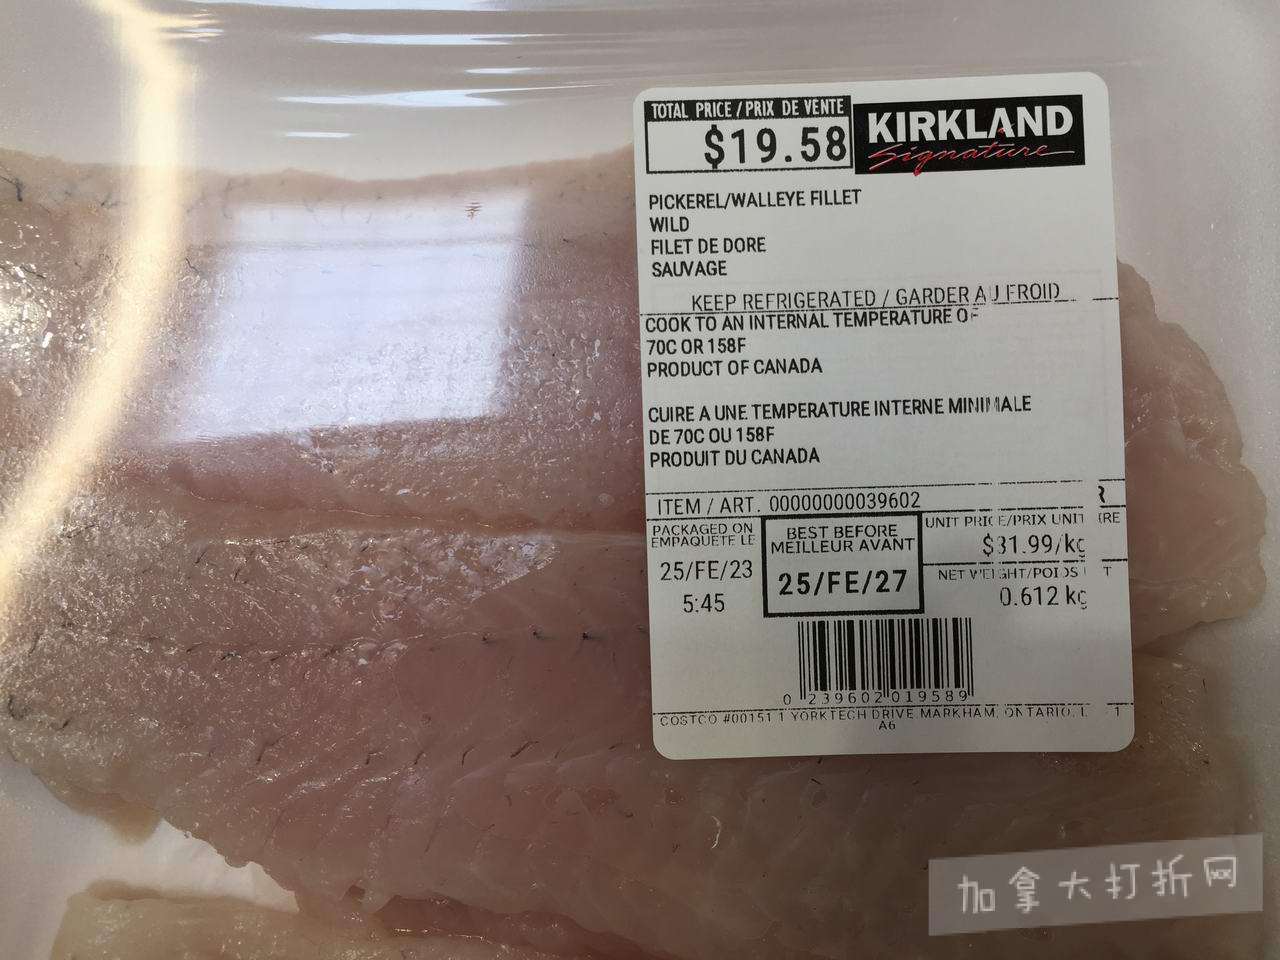 TOTAL PRICE / PRIX DE VENTE
$19.58
KIRKLAND
Signature
PICKEREL/WALLEYE FILLET
WILD
FILET DE DORE
SAUVAGE
KEEP REFRIGERATED / GARDER AU FROID
COOK TO AN INTERNAL TEMPERATURE OF
70C OR 158F
PRODUCT OF CANADA
CUIRE A UNE TEMPERATURE INTERNE MINIMALE
DE 70C OU 158F
PRODUIT DU CANADA
ITEM / ART. 00000000039602
R
PACKAGED ON
EMPAQUETE LE
25/FE/23
5:45
BEST BEFORE
MEILLEUR AVANT
25/FE/27
UNIT PRICE/PRIX UNITAIRE
$31.99/kg
NET WEIGHT/POIDS NET
0.612 kg
0 239602 019589
COSTCO #00151 1 YORKTECH DRIVE MARKHAM, ONTARIO,
A6
加拿大打折网